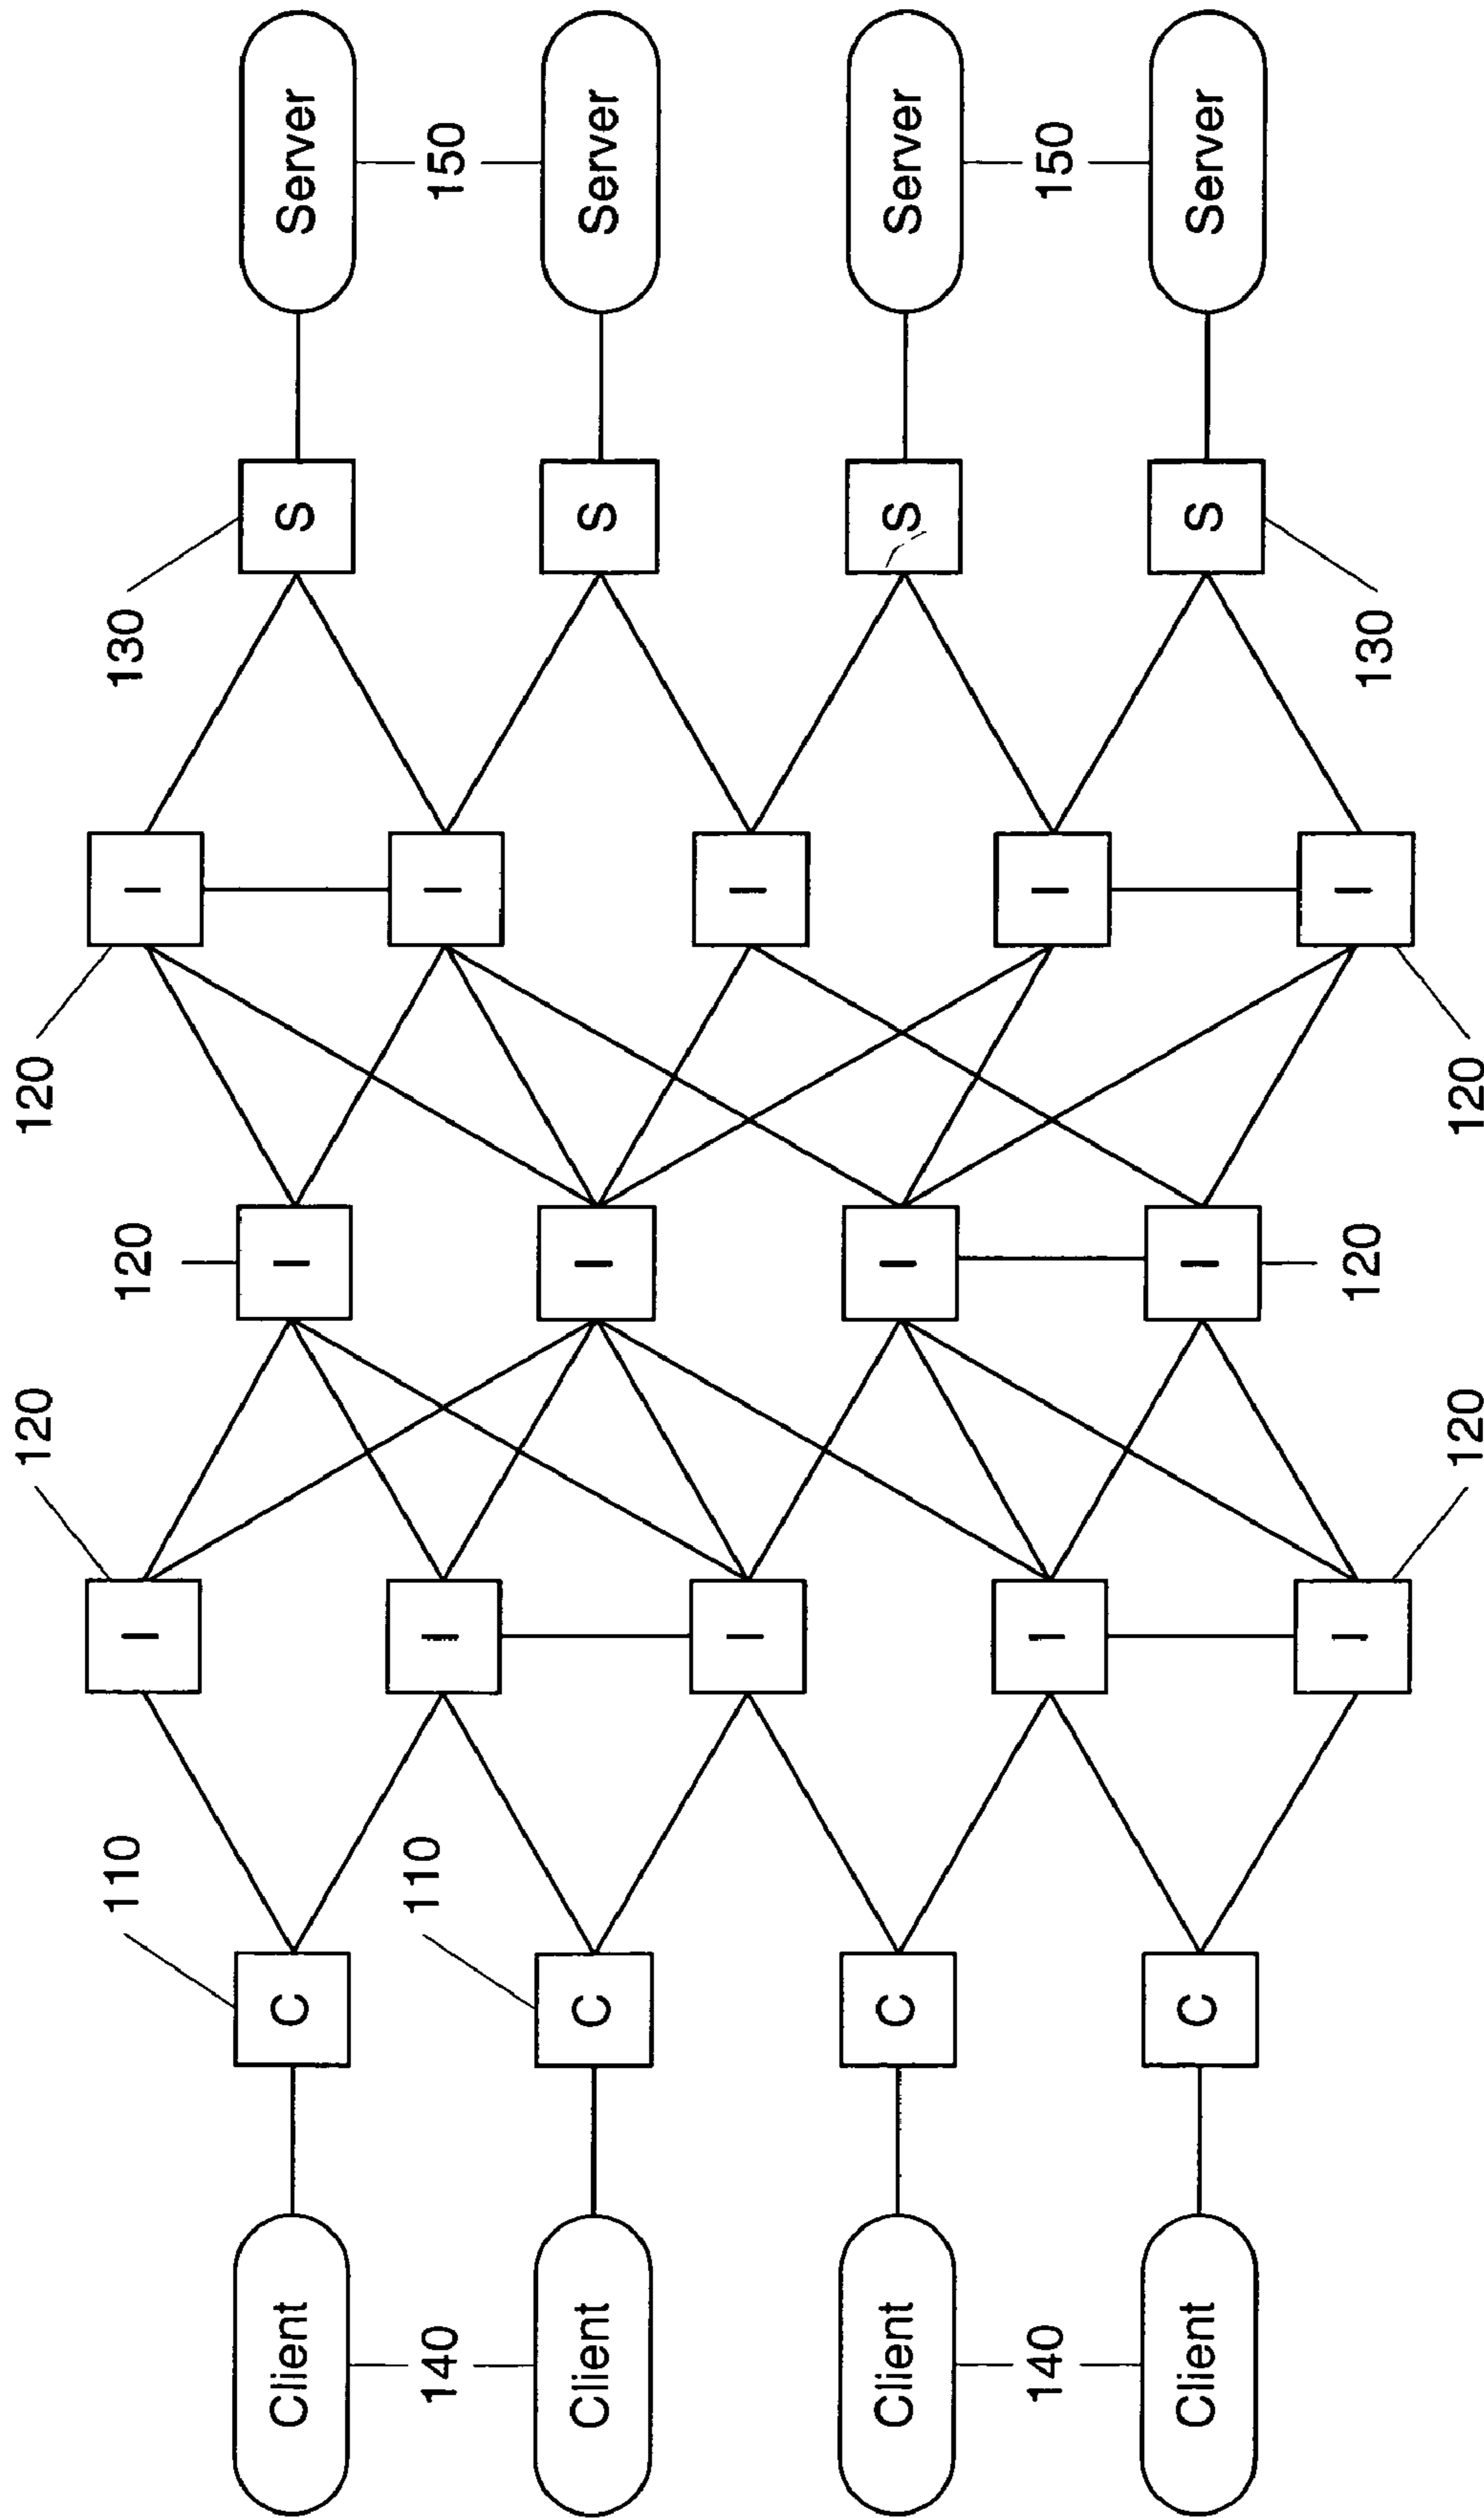 120 120
110 120 130
I I
Client C I S Server
140 110 I I 150
Client C I S Server
I I
Client C I S Server
140 I I 150
Client C I S Server
I I
120 130
120 120